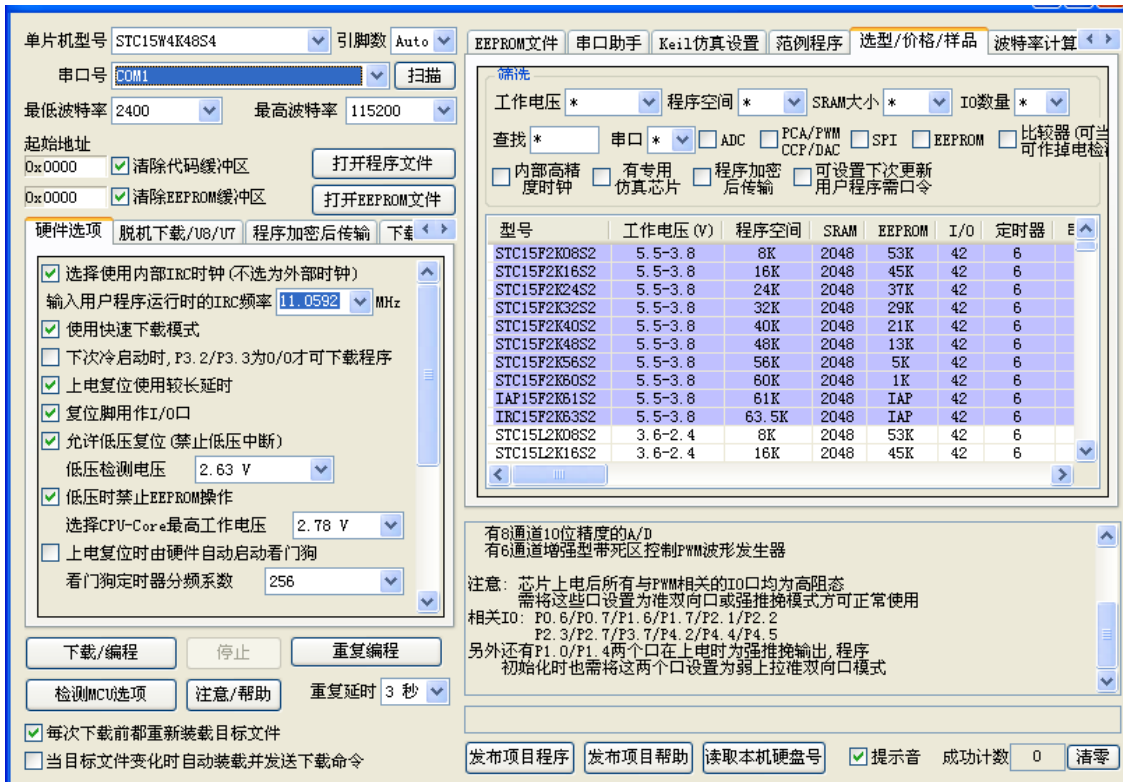 单片机型号 STC15W4K48S4 引脚数 Auto
串口号 COM1 扫描
最低波特率 2400 最高波特率 115200
起始地址
0x0000 清除代码缓冲区 打开程序文件
0x0000 清除EEPROM缓冲区 打开EEPROM文件
硬件选项 脱机下载/U8/U7 程序加密后传输
选择使用内部IRC时钟(不选为外部时钟)
输入用户程序运行时的IRC频率 11.0592 MHz
使用快速下载模式
下次冷启动时,P3.2/P3.3为0/0才可下载程序
上电复位使用较长延时
复位脚用作I/O口
允许低压复位(禁止低压中断)
低压检测电压 2.63 V
低压时禁止EEPROM操作
选择CPU-Core最高工作电压 2.78 V
上电复位时由硬件自动启动看门狗
看门狗定时器分频系数 256
下载/编程 停止 重复编程
检测MCU选项 注意/帮助 重复延时 3 秒
每次下载前都重新装载目标文件
当目标文件变化时自动装载并发送下载命令
EEPROM文件 串口助手 Keil仿真设置 范例程序 选型/价格/样品 波特率计算
筛选
工作电压 * 程序空间 * SRAM大小 * IO数量 *
查找 * 串口 * ADC PCA/PWM CCP/DAC SPI EEPROM 比较器(可当
可作掉电检
内部高精度时钟 有专用仿真芯片 程序加密后传输 可设置下次更新用户程序需口令
型号 工作电压(V) 程序空间 SRAM EEPROM I/O 定时器
STC15F2K08S2 5.5-3.8 8K 2048 53K 42 6
STC15F2K16S2 5.5-3.8 16K 2048 45K 42 6
STC15F2K24S2 5.5-3.8 24K 2048 37K 42 6
STC15F2K32S2 5.5-3.8 32K 2048 29K 42 6
STC15F2K40S2 5.5-3.8 40K 2048 21K 42 6
STC15F2K48S2 5.5-3.8 48K 2048 13K 42 6
STC15F2K56S2 5.5-3.8 56K 2048 5K 42 6
STC15F2K60S2 5.5-3.8 60K 2048 1K 42 6
IAP15F2K61S2 5.5-3.8 61K 2048 IAP 42 6
IRC15F2K63S2 5.5-3.8 63.5K 2048 IAP 42 6
STC15L2K08S2 3.6-2.4 8K 2048 53K 42 6
STC15L2K16S2 3.6-2.4 16K 2048 45K 42 6
有8通道10位精度的A/D
有6通道增强型带死区控制PWM波形发生器
注意: 芯片上电后所有与PWM相关的IO口均为高阻态
需将这些口设置为准双向口或强推挽模式方可正常使用
相关IO: P0.6/P0.7/P1.6/P1.7/P2.1/P2.2
P2.3/P2.7/P3.7/P4.2/P4.4/P4.5
另外还有P1.0/P1.4两个口在上电时为强推挽输出,程序
初始化时也需将这两个口设置为弱上拉准双向口模式
发布项目程序 发布项目帮助 读取本机硬盘号 提示音 成功计数 0 清零